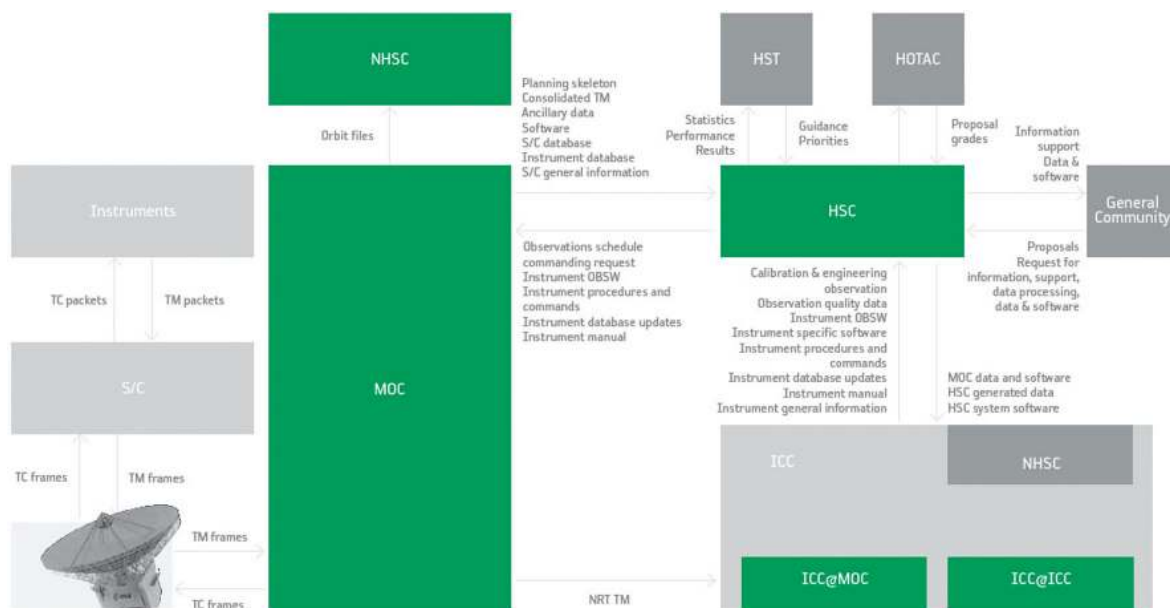 NHSC
HST
HOTAC
Orbit files
Planning skeleton
Consolidated TM
Ancillary data
Software
S/C database
Instrument database
S/C general information
Statistics
Performance
Results
Guidance
Priorities
Proposal
grades
Information
support
Data &
software
Instruments
MOC
HSC
General
Community
TC packets
TM packets
Observations schedule
commanding request
Instrument OBSW
Instrument procedures and
commands
Instrument database updates
Instrument manual
Calibration & engineering
observation
Observation quality data
Instrument OBSW
Instrument specific software
Instrument procedures and
commands
Instrument database updates
Instrument manual
Instrument general information
Proposals
Request for
information, support,
data processing,
data & software
MOC data and software
HSC generated data
HSC system software
S/C
TC frames
TM frames
ICC
NHSC
TM frames
TC frames
NRT TM
ICC@MOC
ICC@ICC